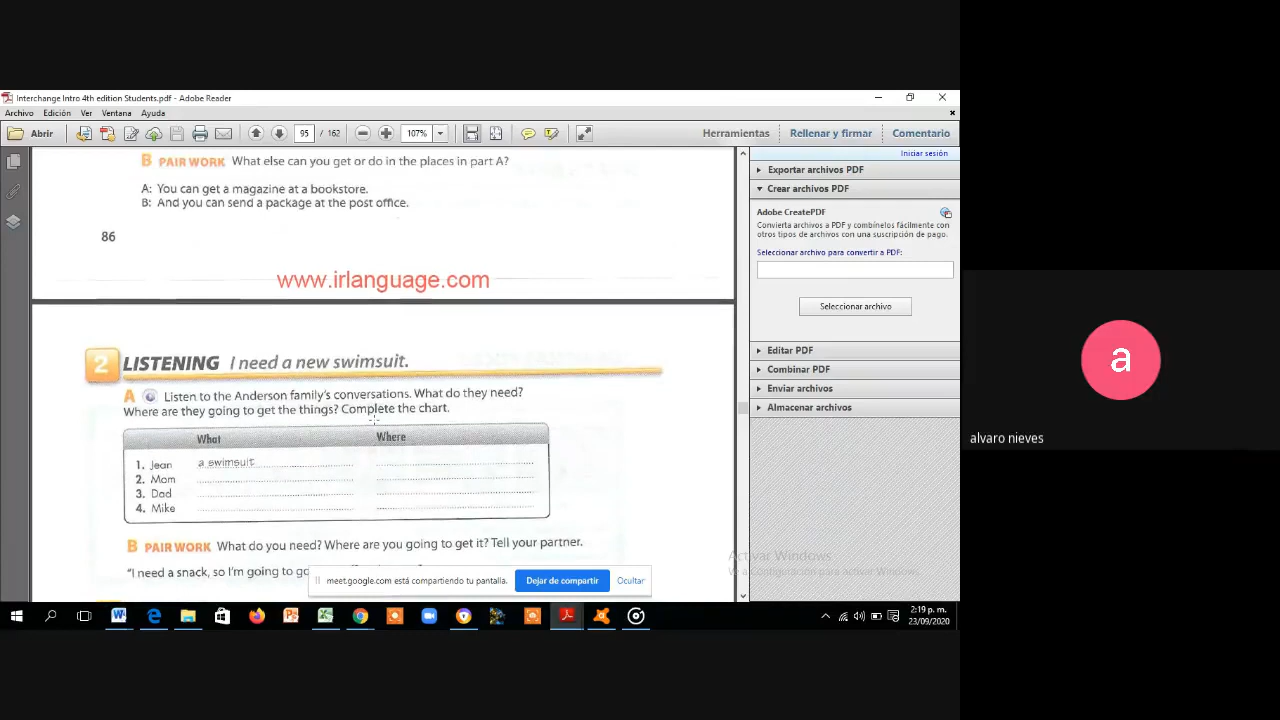 Interchange Intro 4th edition Students.pdf - Adobe Reader
Archivo Edición Ver Ventana Ayuda
Abrir 95 / 162 107% Herramientas Rellenar y firmar Comentario
B PAIR WORK What else can you get or do in the places in part A?
A: You can get a magazine at a bookstore.
B: And you can send a package at the post office.
86
www.irlanguage.com
2 LISTENING I need a new swimsuit.
A Listen to the Anderson family's conversations. What do they need?
Where are they going to get the things? Complete the chart.
What Where
1. Jean a swimsuit
2. Mom
3. Dad
4. Mike
B PAIR WORK What do you need? Where are you going to get it? Tell your partner.
"I need a snack, so I'm going to go
meet.google.com está compartiendo tu pantalla. Dejar de compartir Ocultar
Iniciar sesión
Exportar archivos PDF
Crear archivos PDF
Adobe CreatePDF
Convierta archivos a PDF y combínelos fácilmente con
otros tipos de archivos con una suscripción de pago.
Seleccionar archivo para convertir a PDF:
Seleccionar archivo
Editar PDF
Combinar PDF
Enviar archivos
Almacenar archivos
Activar Windows
Ve a Configuración para activar Windows.
2:19 p. m.
23/09/2020
a
alvaro nieves